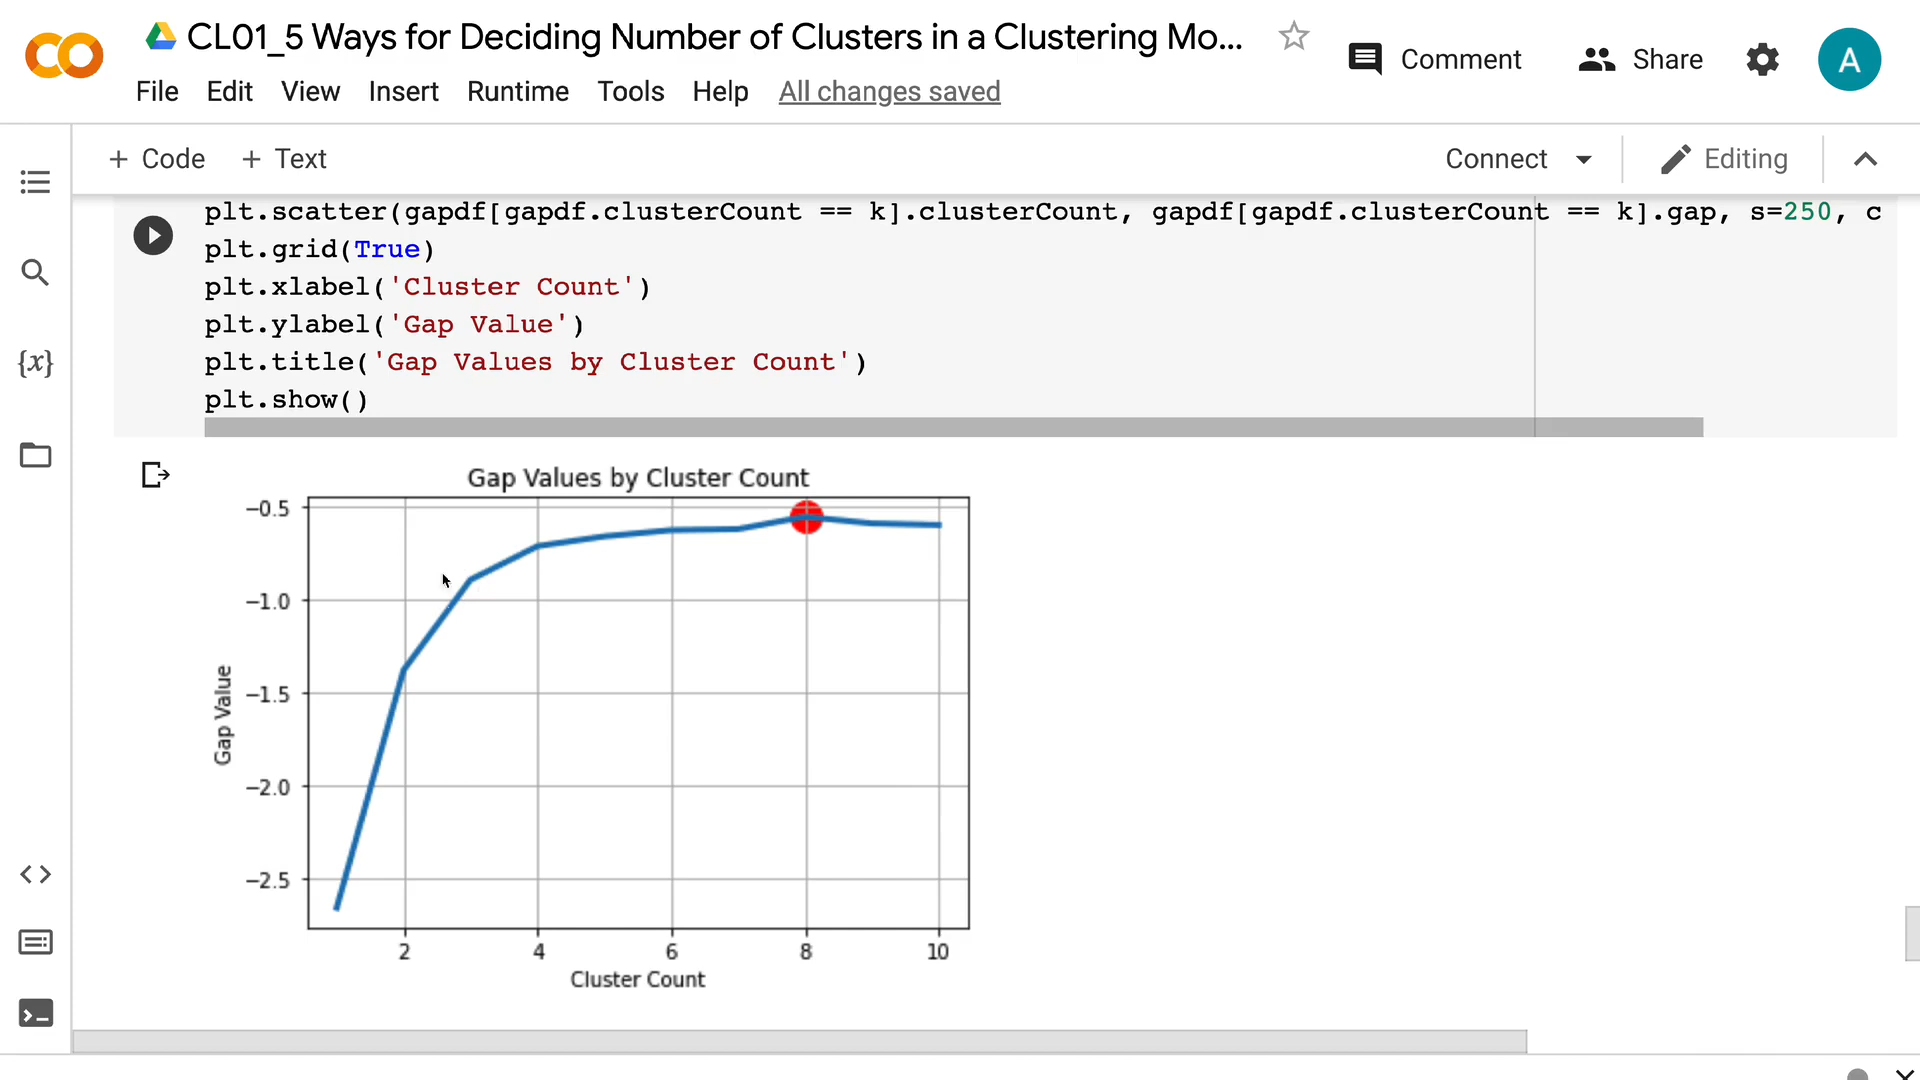 CL01_5 Ways for Deciding Number of Clusters in a Clustering Mo...
Comment
Share
A
File Edit View Insert Runtime Tools Help All changes saved
+ Code + Text
Connect
Editing
{x}
plt.scatter(gapdf[gapdf.clusterCount == k].clusterCount, gapdf[gapdf.clusterCount == k].gap, s=250, c
plt.grid(True)
plt.xlabel('Cluster Count')
plt.ylabel('Gap Value')
plt.title('Gap Values by Cluster Count')
plt.show()
Gap Values by Cluster Count
−0.5
−1.0
−1.5
−2.0
−2.5
Gap Value
2 4 6 8 10
Cluster Count